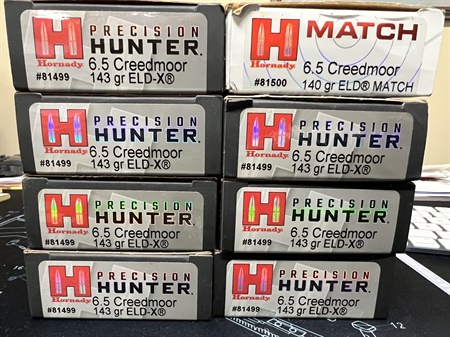 PRECISION
HUNTER
H
Hornady
6.5 Creedmoor
#81499
143 gr ELD-X®
MATCH
H
Hornady
6.5 Creedmoor
#81500
140 gr ELD® MATCH
PRECISION
HUNTER
H
Hornady
6.5 Creedmoor
#81499
143 gr ELD-X®
PRECISION
HUNTER
H
Hornady
6.5 Creedmoor
#81499
143 gr ELD-X®
PRECISION
HUNTER
H
Hornady
6.5 Creedmoor
#81499
143 gr ELD-X®
PRECISION
HUNTER
H
Hornady
6.5 Creedmoor
#81499
143 gr ELD-X®
PRECISION
HUNTER
H
Hornady
6.5 Creedmoor
#81499
143 gr ELD-X®
PRECISION
HUNTER
H
Hornady
6.5 Creedmoor
#81499
143 gr ELD-X®
12